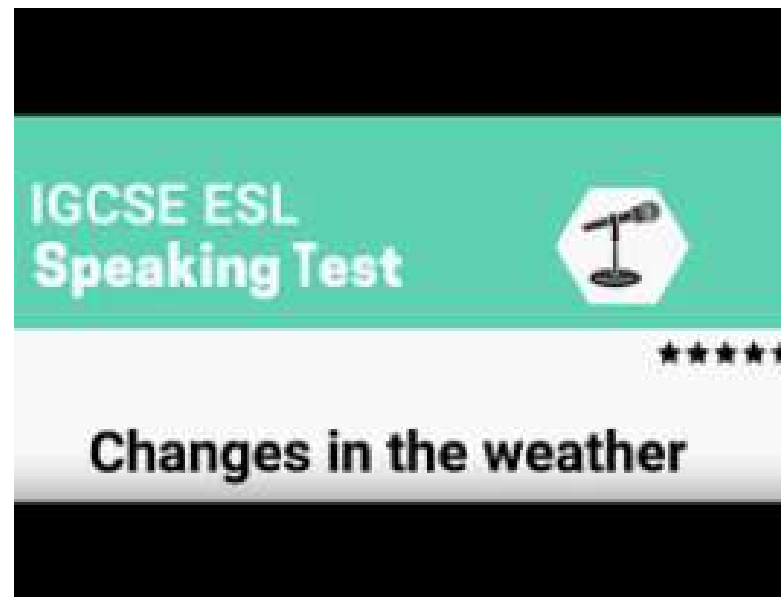 IGCSE ESL
Speaking Test
★★★★★
Changes in the weather